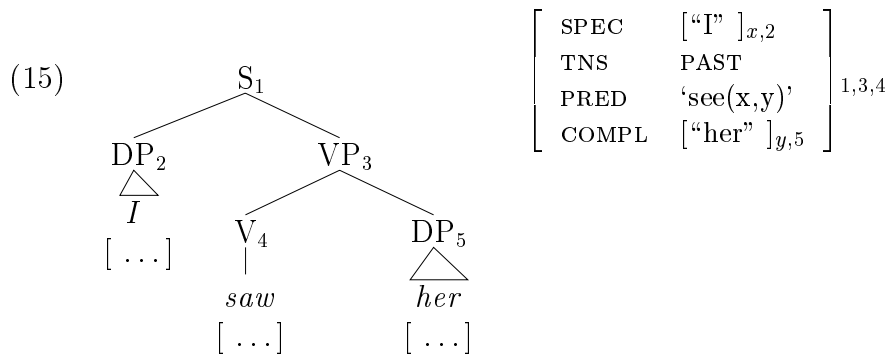 (15)
S1
DP2 VP3
I
[ … ]
V4 DP5
saw her
[ … ] [ … ]
SPEC [“I” ]x,2
TNS PAST
PRED ‘see(x,y)’
COMPL [“her” ]y,5
1,3,4